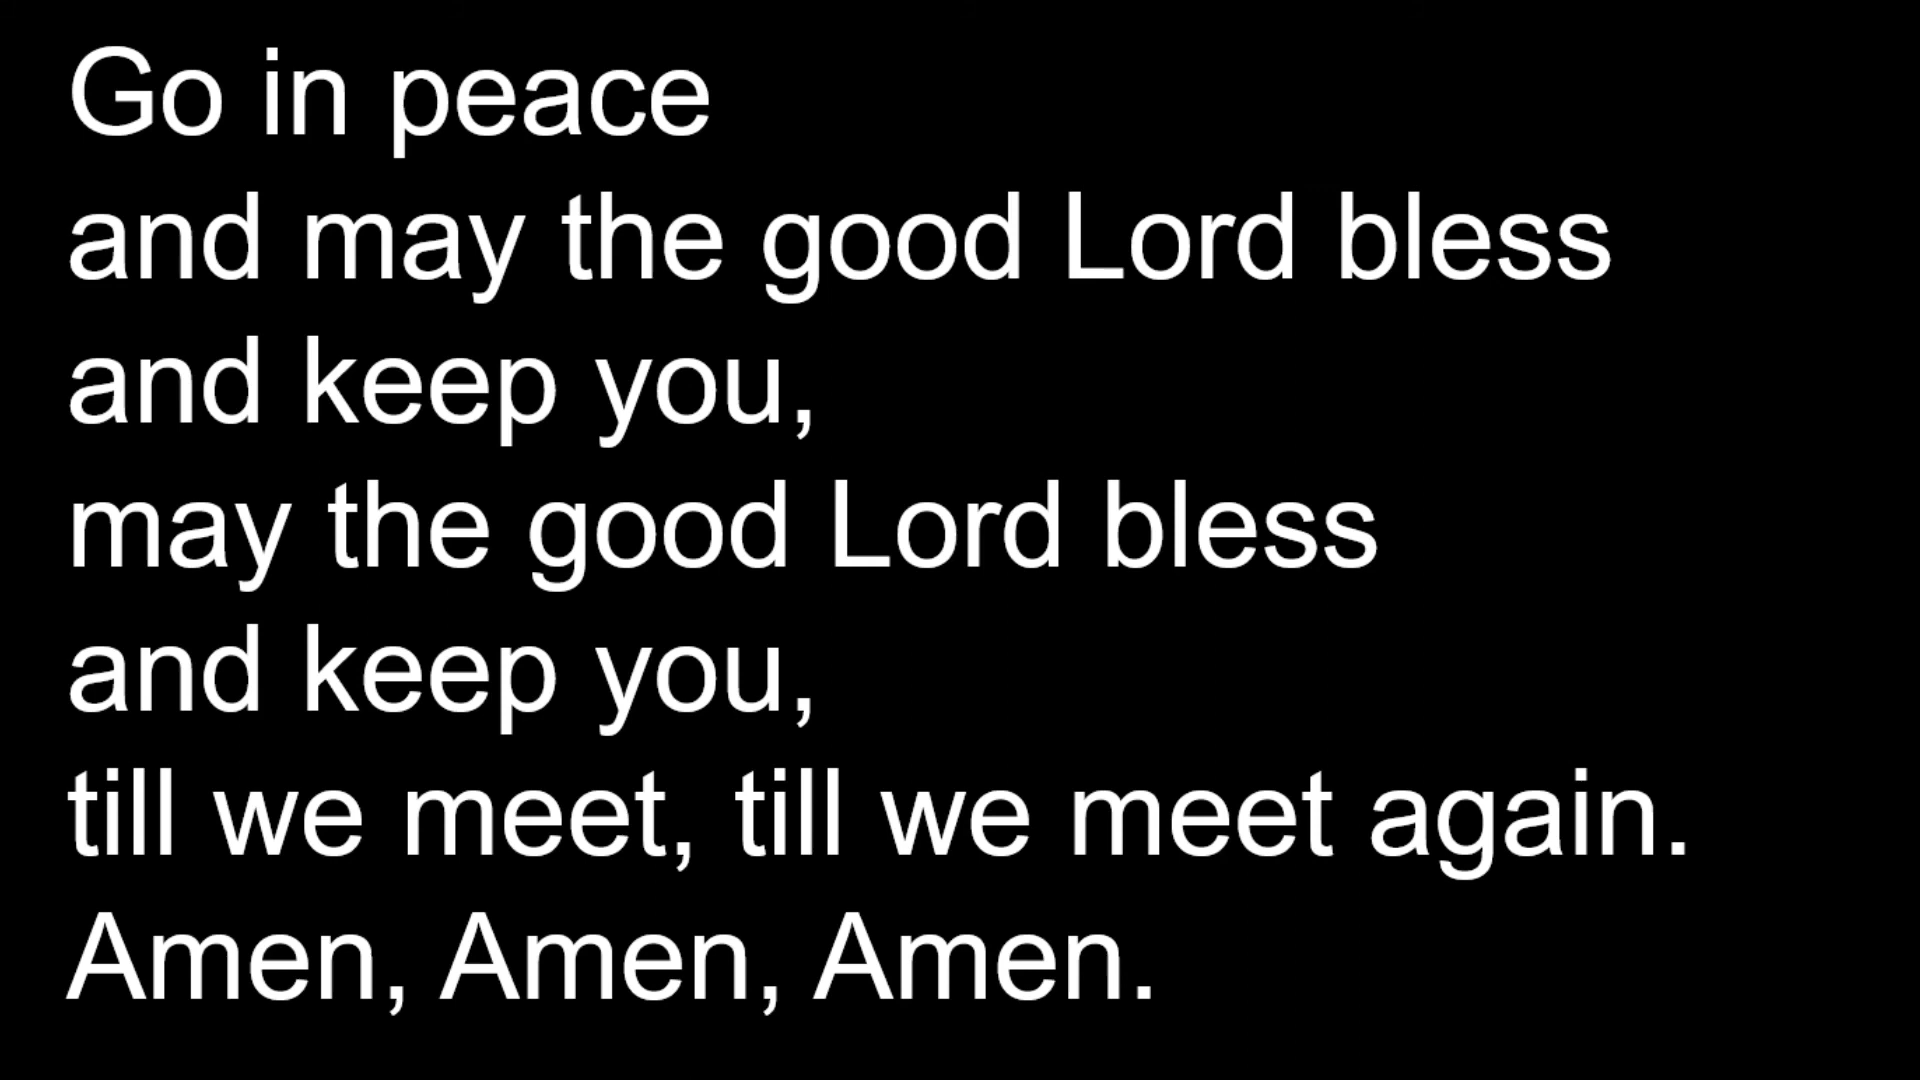 Go in peace
and may the good Lord bless
and keep you,
may the good Lord bless
and keep you,
till we meet, till we meet again.
Amen, Amen, Amen.